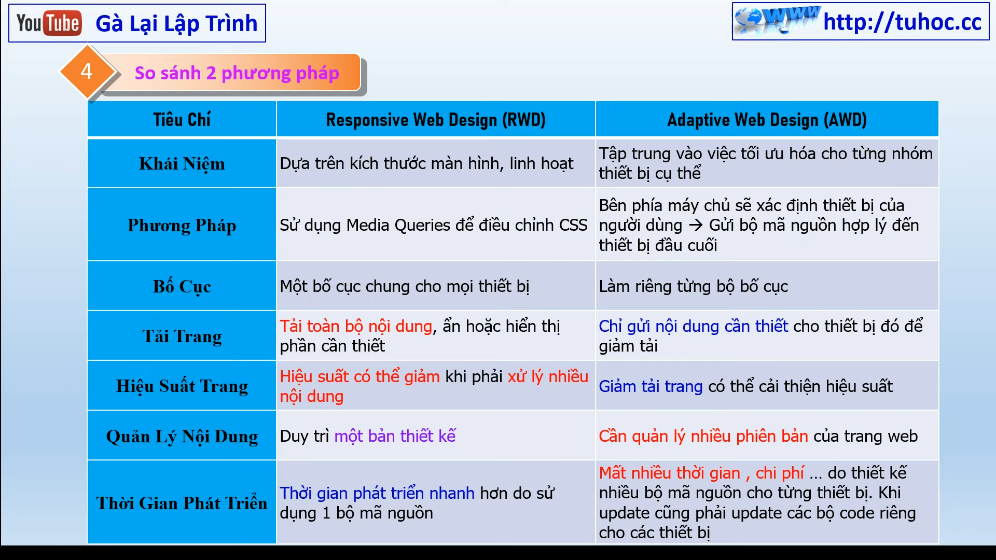 YouTube Gà Lại Lập Trình
WWW http://tuhoc.cc
4
So sánh 2 phương pháp
Tiêu Chí
Responsive Web Design (RWD)
Adaptive Web Design (AWD)
Khái Niệm
Dựa trên kích thước màn hình, linh hoạt
Tập trung vào việc tối ưu hóa cho từng nhóm
thiết bị cụ thể
Phương Pháp
Sử dụng Media Queries để điều chỉnh CSS
Bên phía máy chủ sẽ xác định thiết bị của
người dùng → Gửi bộ mã nguồn hợp lý đến
thiết bị đầu cuối
Bố Cục
Một bố cục chung cho mọi thiết bị
Làm riêng từng bộ bố cục
Tải Trang
Tải toàn bộ nội dung, ẩn hoặc hiển thị
phần cần thiết
Chỉ gửi nội dung cần thiết cho thiết bị đó để
giảm tải
Hiệu Suất Trang
Hiệu suất có thể giảm khi phải xử lý nhiều
nội dung
Giảm tải trang có thể cải thiện hiệu suất
Quản Lý Nội Dung
Duy trì một bản thiết kế
Cần quản lý nhiều phiên bản của trang web
Thời Gian Phát Triển
Thời gian phát triển nhanh hơn do sử
dụng 1 bộ mã nguồn
Mất nhiều thời gian , chi phí ... do thiết kế
nhiều bộ mã nguồn cho từng thiết bị. Khi
update cũng phải update các bộ code riêng
cho các thiết bị